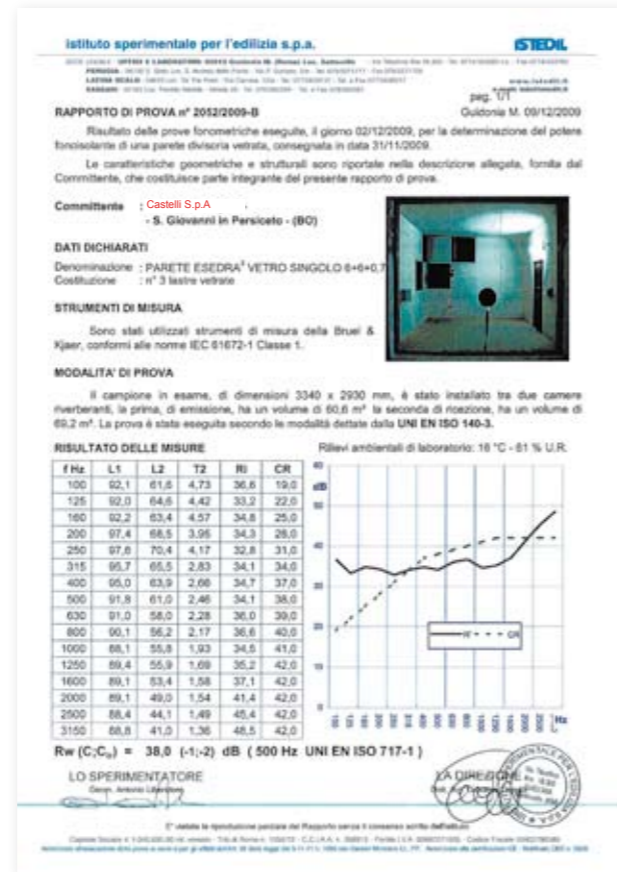 istituto sperimentale per l'edilizia s.p.a.
ISTEDIL
pag. 1/1
RAPPORTO DI PROVA n° 2052/2009-B
Guidonia M. 09/12/2009
Risultato delle prove fonometriche eseguite, il giorno 02/12/2009, per la determinazione del potere
fonoisolante di una parete divisoria vetrata, consegnata in data 31/11/2009.
Le caratteristiche geometriche e strutturali sono riportate nella descrizione allegata, fornita dal
Committente, che costituisce parte integrante del presente rapporto di prova.
Committente : Castelli S.p.A
- S. Giovanni in Persiceto - (BO)
DATI DICHIARATI
Denominazione : PARETE ESEDRA³ VETRO SINGOLO 6+6+0,7
Costituzione : n° 3 lastre vetrate
STRUMENTI DI MISURA
Sono stati utilizzati strumenti di misura della Bruel &
Kjaer, conformi alle norme IEC 61672-1 Classe 1.
MODALITA' DI PROVA
Il campione in esame, di dimensioni 3340 x 2930 mm, è stato installato tra due camere
riverberanti, la prima, di emissione, ha un volume di 60,6 m³ la seconda di ricezione, ha un volume di
69,2 m³. La prova è stata eseguita secondo le modalità dettate dalla UNI EN ISO 140-3.
RISULTATO DELLE MISURE
Rilievi ambientali di laboratorio: 16 °C - 61 % U.R.
f Hz L1 L2 T2 RI CR
100 92,1 61,6 4,73 36,6 19,0
125 92,0 64,6 4,42 33,2 22,0
160 92,2 63,4 4,57 34,8 25,0
200 97,4 68,5 3,95 34,3 28,0
250 97,6 70,4 4,17 32,8 31,0
315 95,7 65,5 2,83 34,1 34,0
400 95,0 63,9 2,66 34,7 37,0
500 91,8 61,0 2,46 34,1 38,0
630 91,0 58,0 2,28 36,0 39,0
800 90,1 56,2 2,17 36,6 40,0
1000 88,1 55,8 1,93 34,5 41,0
1250 89,4 55,9 1,69 35,2 42,0
1600 89,1 53,4 1,58 37,1 42,0
2000 89,1 49,0 1,54 41,4 42,0
2500 88,4 44,1 1,49 45,4 42,0
3150 88,8 41,0 1,36 48,5 42,0
dB
CR
Hz
Rw (C;Ctr) = 38,0 (-1;-2) dB ( 500 Hz UNI EN ISO 717-1 )
LO SPERIMENTATORE
LA DIREZIONE
E' vietata la riproduzione parziale del Rapporto senza il consenso scritto dell'istituto